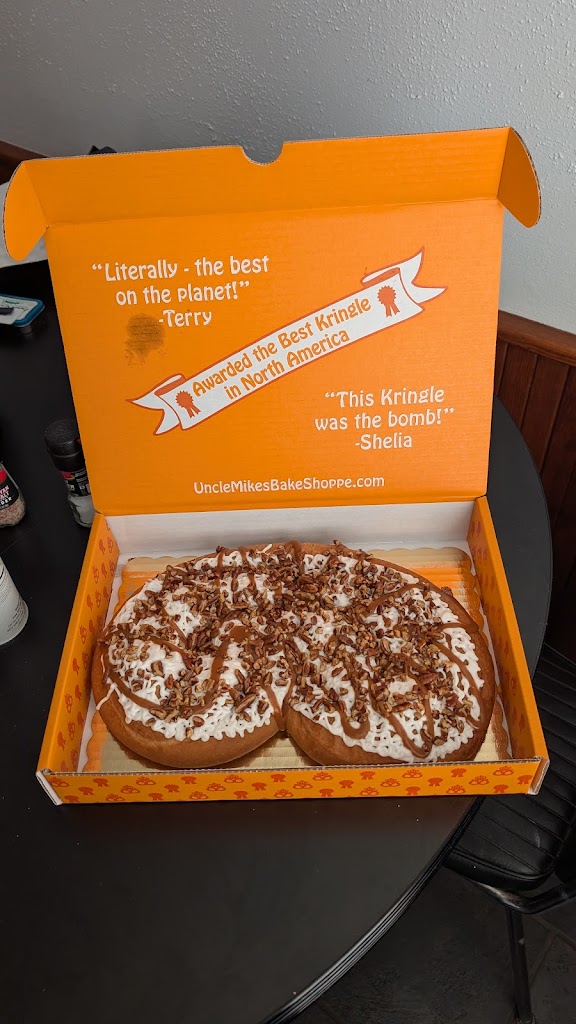 “Literally - the best
on the planet!”
-Terry
Awarded the Best Kringle
in North America
“This Kringle
was the bomb!”
-Shelia
UncleMikesBakeShoppe.com